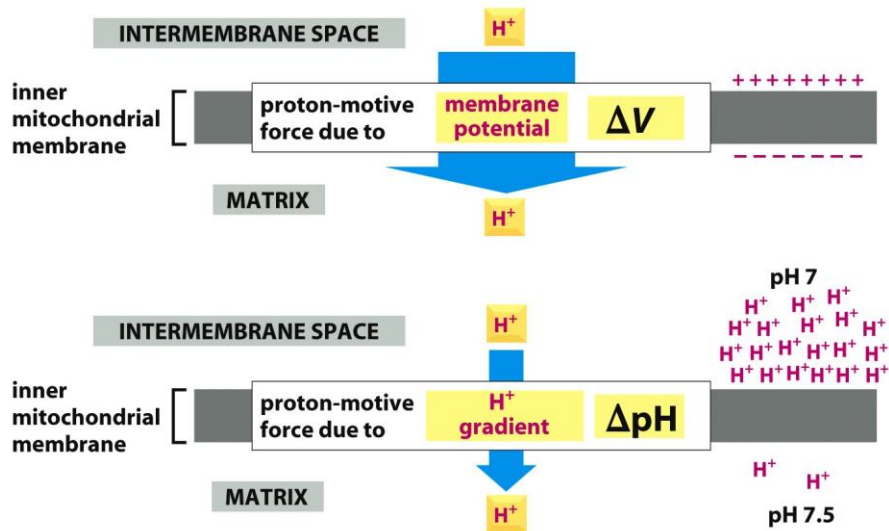 INTERMEMBRANE SPACE
H⁺
+ + + + + + + +
inner
mitochondrial
membrane
proton-motive
force due to
membrane
potential
ΔV
– – – – – – –
MATRIX
H⁺
pH 7
INTERMEMBRANE SPACE
H⁺
H⁺ H⁺ H⁺
H⁺ H⁺ H⁺ H⁺ H⁺
H⁺ H⁺ H⁺ H⁺ H⁺ H⁺
H⁺ H⁺ H⁺ H⁺ H⁺ H⁺
inner
mitochondrial
membrane
proton-motive
force due to
H⁺
gradient
ΔpH
MATRIX
H⁺
H⁺ H⁺
pH 7.5